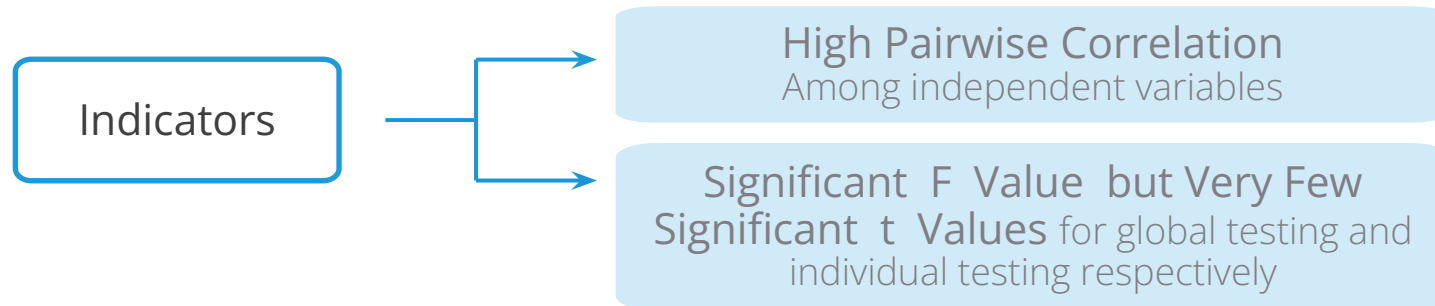 Indicators
High Pairwise Correlation
Among independent variables
Significant F Value but Very Few
Significant t Values for global testing and
individual testing respectively